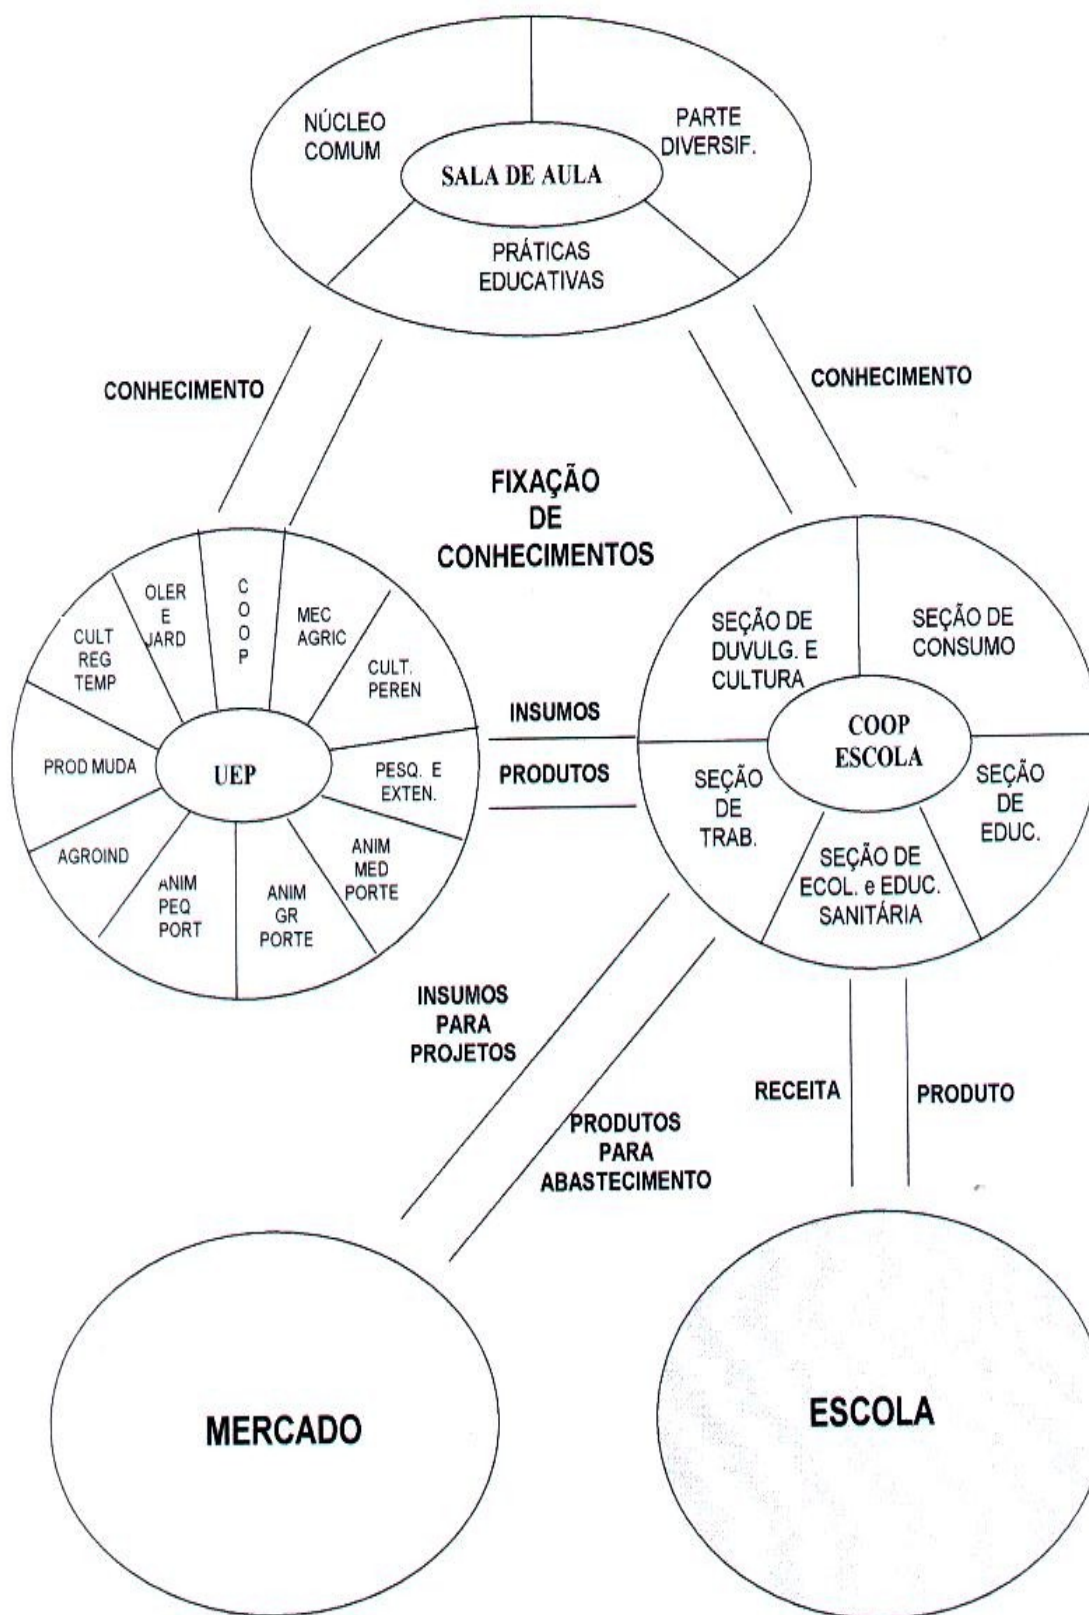 NÚCLEO
COMUM
PARTE
DIVERSIF.
SALA DE AULA
PRÁTICAS
EDUCATIVAS
CONHECIMENTO
CONHECIMENTO
FIXAÇÃO
DE
CONHECIMENTOS
CULT
REG
TEMP
OLER
E
JARD
C
O
O
P
MEC
AGRIC
CULT.
PEREN
PROD MUDA
UEP
PESQ. E
EXTEN.
AGROIND
ANIM
PEQ
PORT
ANIM
GR
PORTE
ANIM
MED
PORTE
INSUMOS
PRODUTOS
SEÇÃO DE
DUVULG. E
CULTURA
SEÇÃO DE
CONSUMO
COOP
ESCOLA
SEÇÃO
DE
TRAB.
SEÇÃO DE
ECOL. e EDUC.
SANITÁRIA
SEÇÃO
DE
EDUC.
INSUMOS
PARA
PROJETOS
PRODUTOS
PARA
ABASTECIMENTO
RECEITA
PRODUTO
MERCADO
ESCOLA